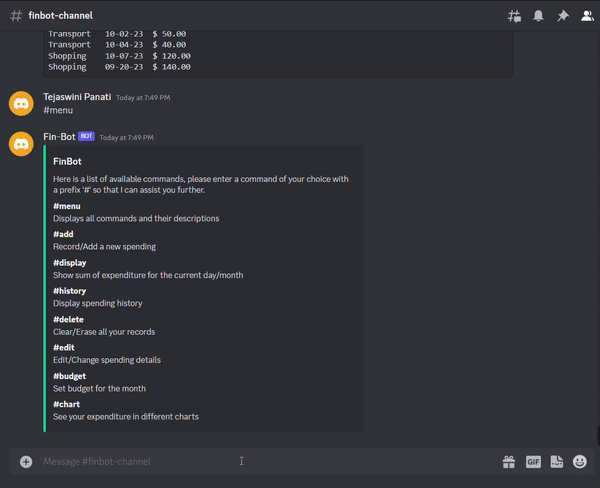 # finbot-channel
Transport 10-02-23 $ 50.00
Transport 10-04-23 $ 40.00
Shopping 10-07-23 $ 120.00
Shopping 09-20-23 $ 140.00
Tejaswini Panati Today at 7:49 PM
#menu
Fin-Bot BOT Today at 7:49 PM
FinBot
Here is a list of available commands, please enter a command of your choice with
a prefix '#' so that I can assist you further.
#menu
Displays all commands and their descriptions
#add
Record/Add a new spending
#display
Show sum of expenditure for the current day/month
#history
Display spending history
#delete
Clear/Erase all your records
#edit
Edit/Change spending details
#budget
Set budget for the month
#chart
See your expenditure in different charts
Message #finbot-channel
GIF